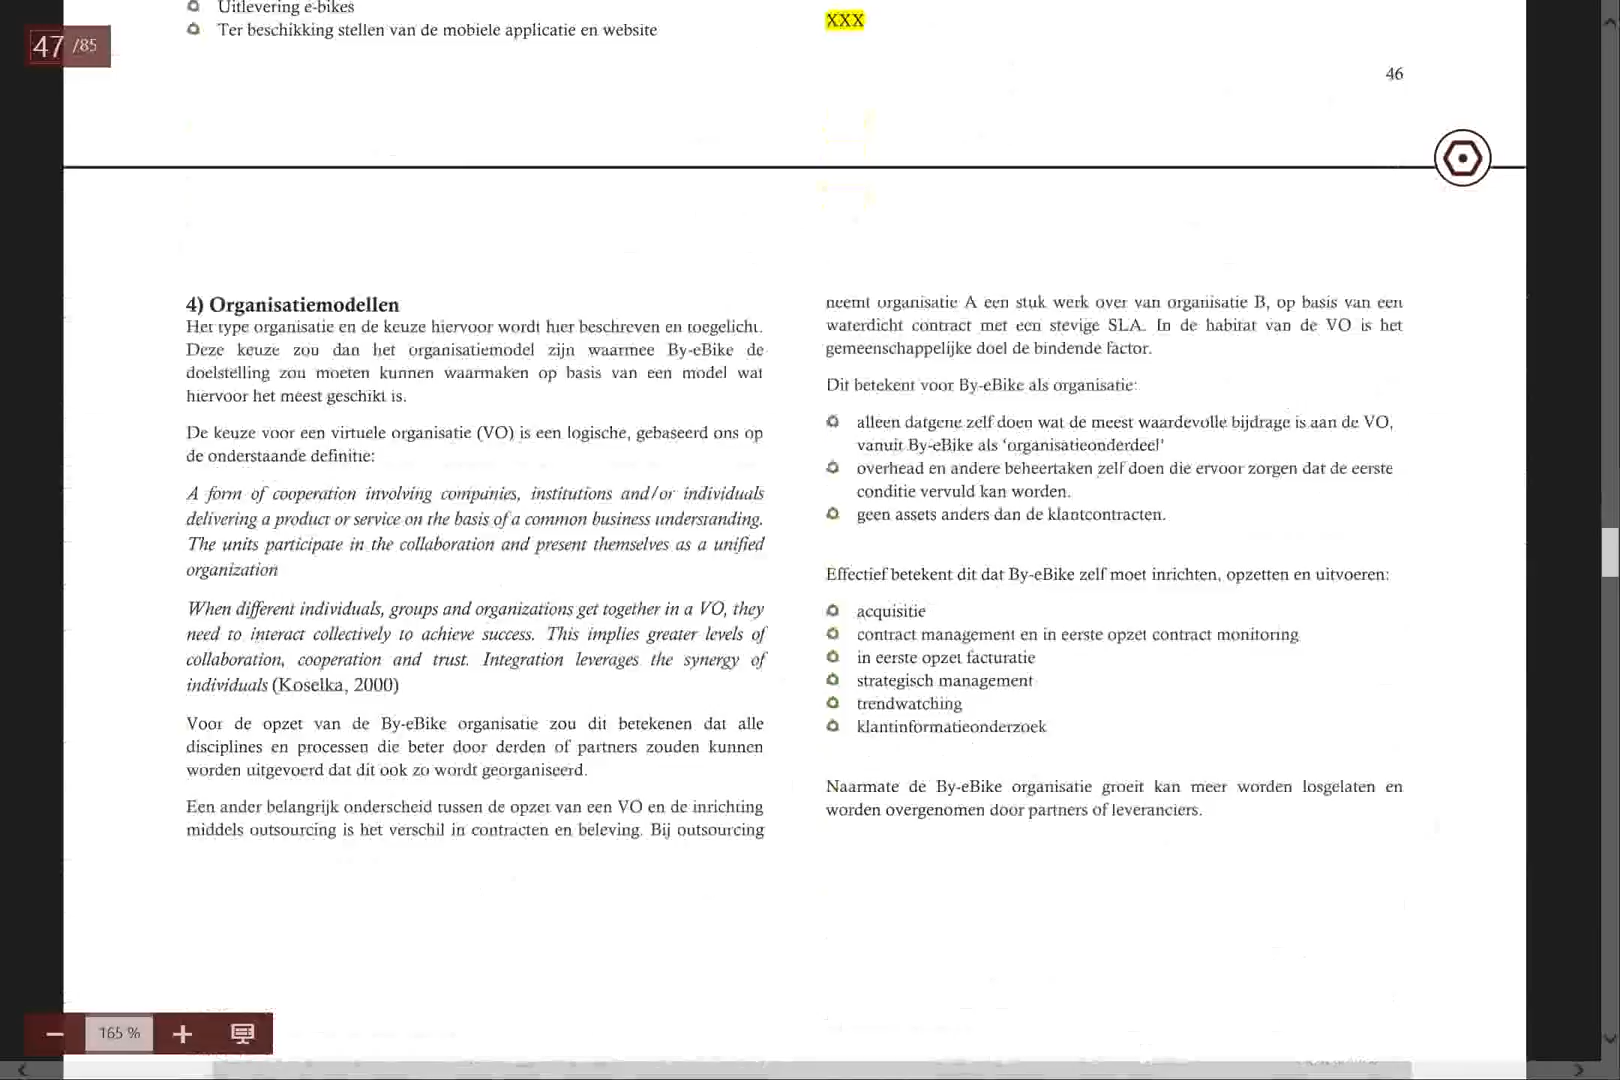 Uitlevering e-bikes
Ter beschikking stellen van de mobiele applicatie en website
XXX
47 /85
46
4) Organisatiemodellen
Het type organisatie en de keuze hiervoor wordt hier beschreven en toegelicht.
Deze keuze zou dan het organisatiemodel zijn waarmee By-eBike de
doelstelling zou moeten kunnen waarmaken op basis van een model wat
hiervoor het meest geschikt is.
De keuze voor een virtuele organisatie (VO) is een logische, gebaseerd ons op
de onderstaande definitie:
A form of cooperation involving companies, institutions and/or individuals
delivering a product or service on the basis of a common business understanding.
The units participate in the collaboration and present themselves as a unified
organization
When different individuals, groups and organizations get together in a VO, they
need to interact collectively to achieve success. This implies greater levels of
collaboration, cooperation and trust. Integration leverages the synergy of
individuals (Koselka, 2000)
Voor de opzet van de By-eBike organisatie zou dit betekenen dat alle
disciplines en processen die beter door derden of partners zouden kunnen
worden uitgevoerd dat dit ook zo wordt georganiseerd.
Een ander belangrijk onderscheid tussen de opzet van een VO en de inrichting
middels outsourcing is het verschil in contracten en beleving. Bij outsourcing
neemt organisatie A een stuk werk over van organisatie B, op basis van een
waterdicht contract met een stevige SLA. In de habitat van de VO is het
gemeenschappelijke doel de bindende factor.
Dit betekent voor By-eBike als organisatie:
alleen datgene zelf doen wat de meest waardevolle bijdrage is aan de VO,
vanuit By-eBike als ‘organisatieonderdeel’
overhead en andere beheertaken zelf doen die ervoor zorgen dat de eerste
conditie vervuld kan worden.
geen assets anders dan de klantcontracten.
Effectief betekent dit dat By-eBike zelf moet inrichten, opzetten en uitvoeren:
acquisitie
contract management en in eerste opzet contract monitoring
in eerste opzet facturatie
strategisch management
trendwatching
klantinformatieonderzoek
Naarmate de By-eBike organisatie groeit kan meer worden losgelaten en
worden overgenomen door partners of leveranciers.
165 %